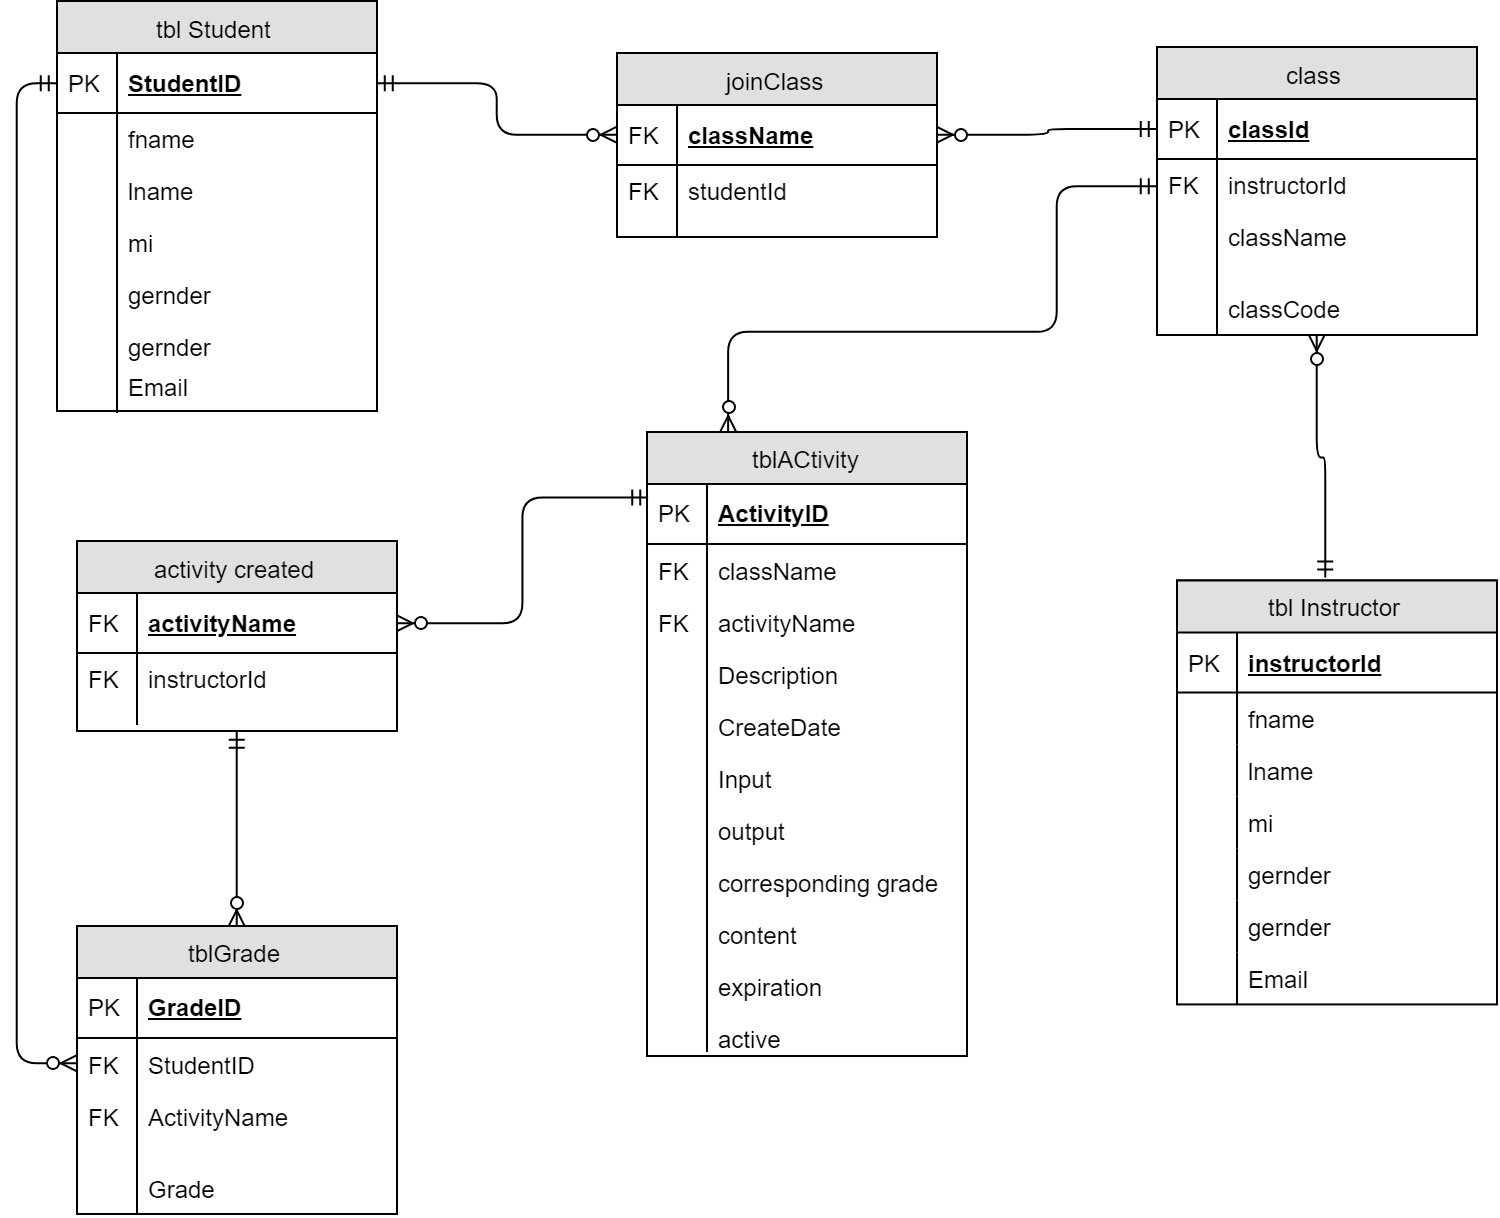 tbl Student
PK StudentID
fname
lname
mi
gernder
gernder
Email
joinClass
FK className
FK studentId
class
PK classId
FK instructorId
className
classCode
tblACtivity
PK ActivityID
FK className
FK activityName
Description
CreateDate
Input
output
corresponding grade
content
expiration
active
activity created
FK activityName
FK instructorId
tbl Instructor
PK instructorId
fname
lname
mi
gernder
gernder
Email
tblGrade
PK GradeID
FK StudentID
FK ActivityName
Grade